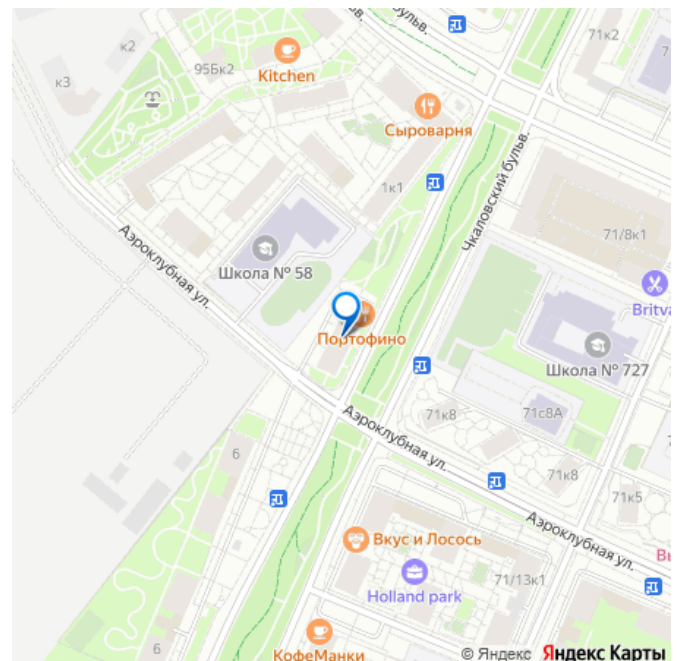 71к2
к2
95Бк2
к3
Kitchen
Сыроварня
Чкаловский бульв.
1к1
71/8к1
Аэроклубная ул.
Школа № 58
Портофино
Школа № 727
71к8
71с8А
Аэроклубная ул.
6
71к8
71к5
Аэроклубная ул.
Вкус и Лосось
Holland park
71/13к1
6
КофеМанки
© Яндекс Яндекс Карты